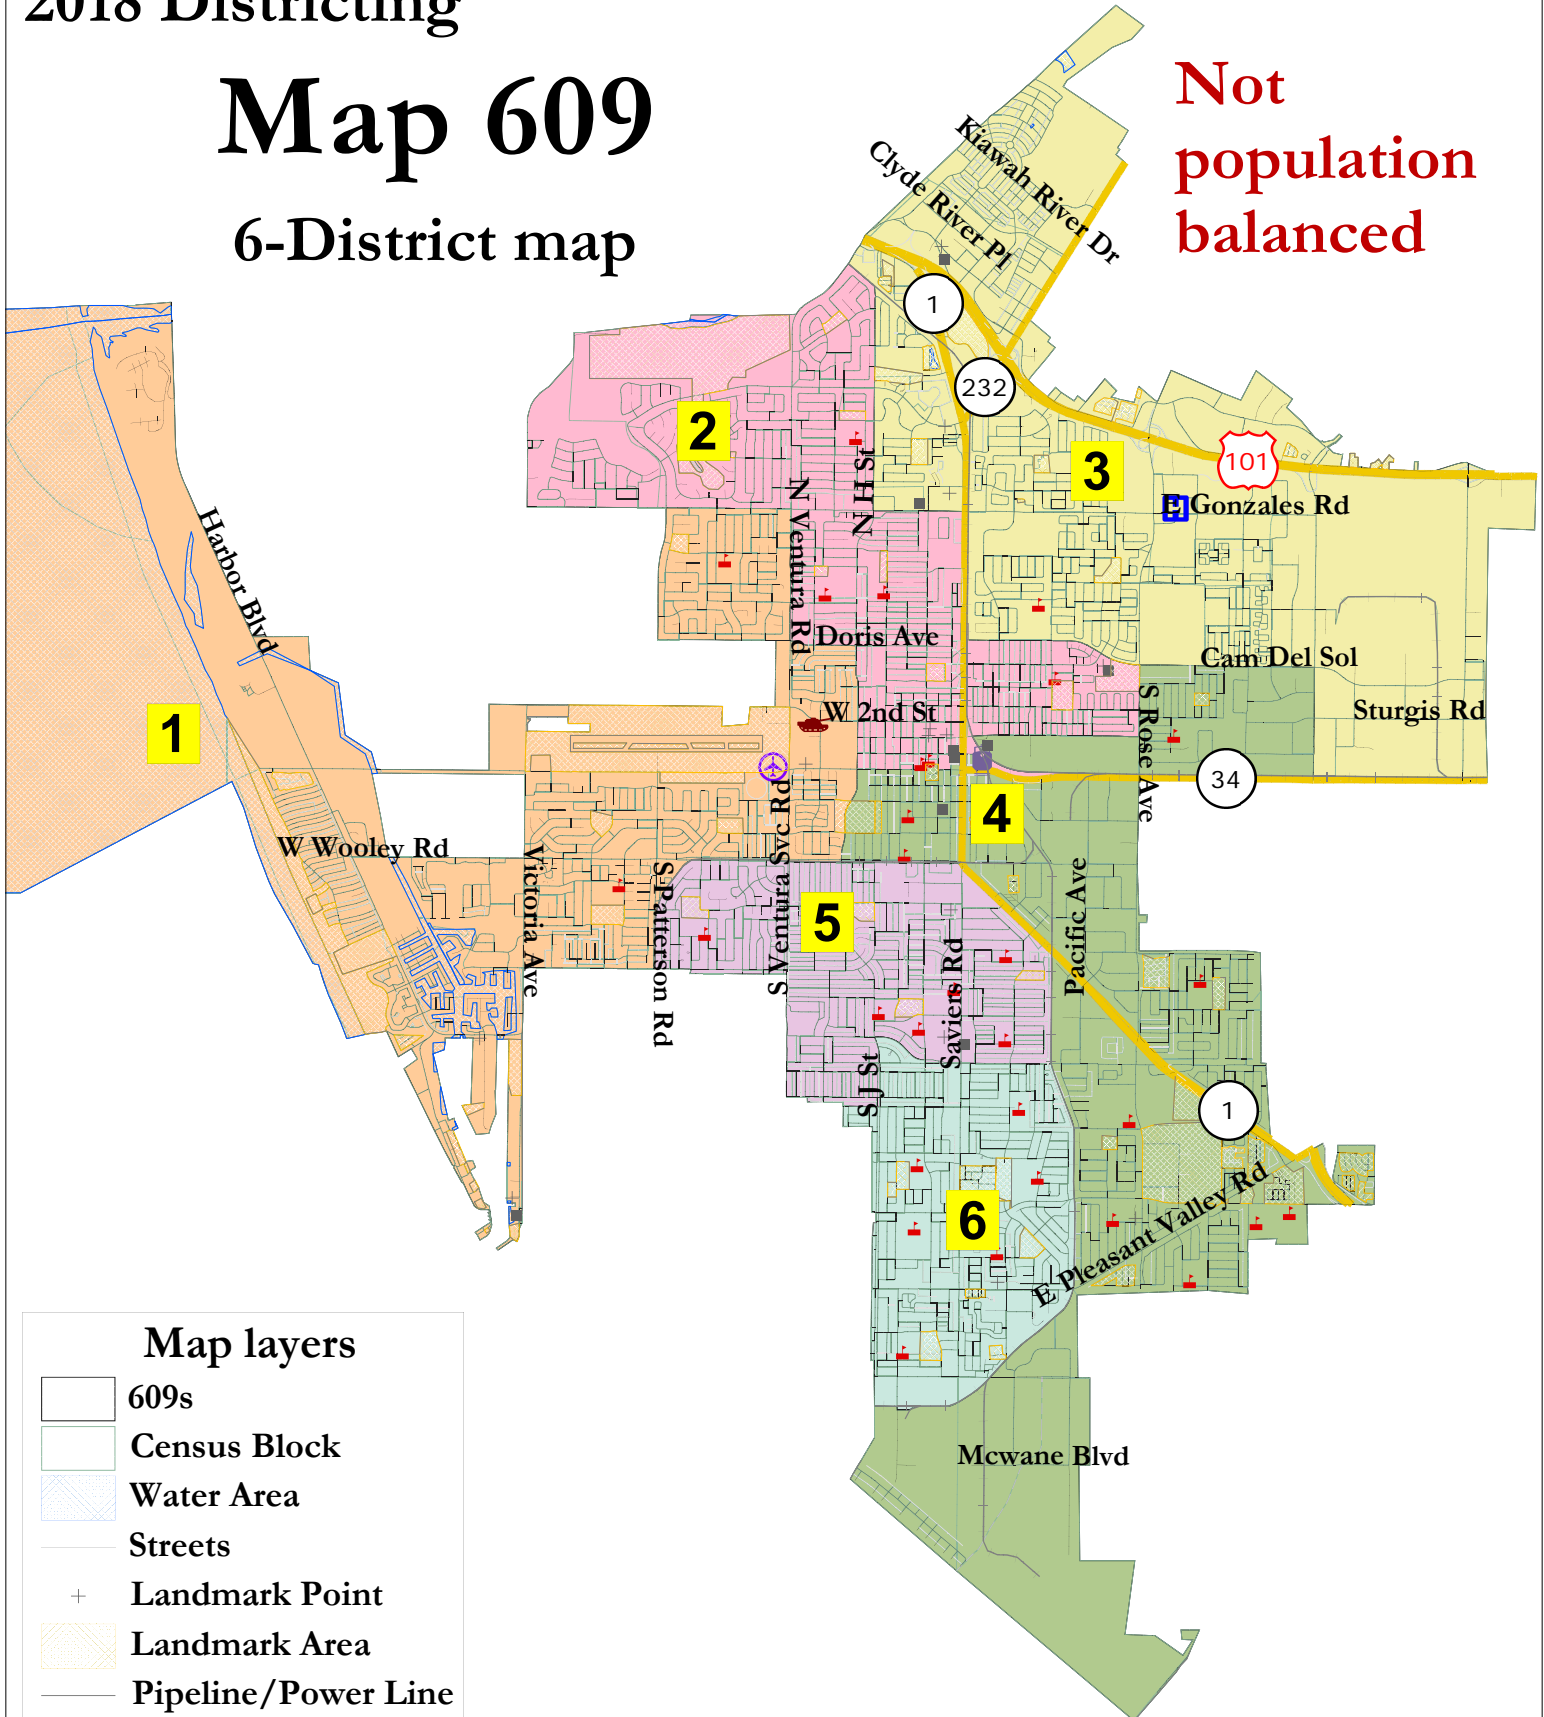 2018 Districting
Map 609
6-District map
Not
population
balanced
Kiawah River Dr
Clyde River Pl
1
232
2
3
101
N H St
E Gonzales Rd
N Ventura Rd
Harbor Blvd
Doris Ave
Cam Del Sol
W 2nd St
S Rose Ave
Sturgis Rd
1
34
4
W Wooley Rd
Victoria Ave
S Patterson Rd
S Ventura Svc Rd
5
Saviers Rd
Pacific Ave
S J St
1
6
E Pleasant Valley Rd
Mcwane Blvd
Map layers
609s
Census Block
Water Area
Streets
Landmark Point
Landmark Area
Pipeline/Power Line